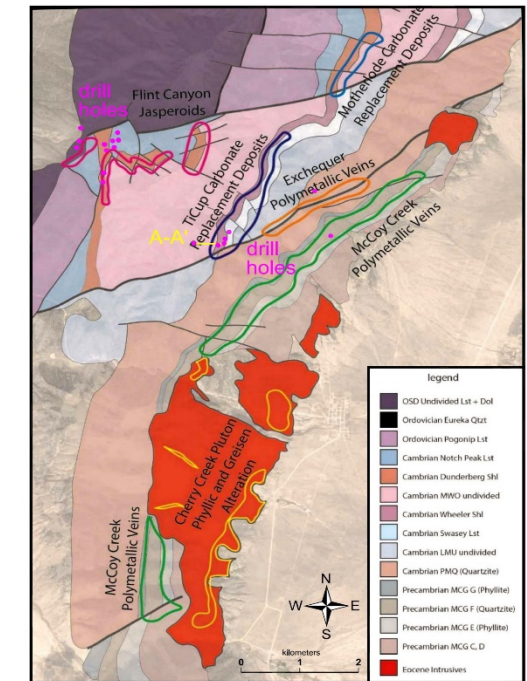 drill
holes
Flint Canyon
Jasperoids
Motherlode Carbonate
Replacement Deposits
TiCup Carbonate
Replacement Deposits
Exchequer
Polymetallic Veins
A-A'
drill
holes
McCoy Creek
Polymetallic Veins
Cherry Creek Pluton
Phyllic and Greisen
Alteration
McCoy Creek
Polymetallic Veins
N
W
E
S
kilometers
0
1
2
legend
OSD Undivided Lst + Dol
Ordovician Eureka Qtzt
Ordovician Pogonip Lst
Cambrian Notch Peak Lst
Cambrian Dunderberg Shl
Cambrian MWO undivided
Cambrian Wheeler Shl
Cambrian Swasey Lst
Cambrian LMU undivided
Cambrian PMQ (Quartzite)
Precambrian MCG G (Phyllite)
Precambrian MCG F (Quartzite)
Precambrian MCG E (Phyllite)
Precambrian MCG C, D
Eocene Intrusives